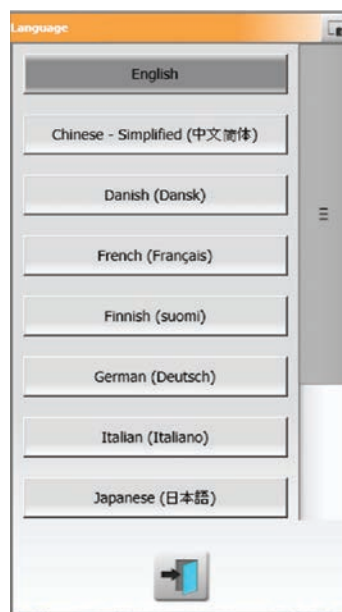 Language
English
Chinese - Simplified (中文简体)
Danish (Dansk)
French (Français)
Finnish (suomi)
German (Deutsch)
Italian (Italiano)
Japanese (日本語)